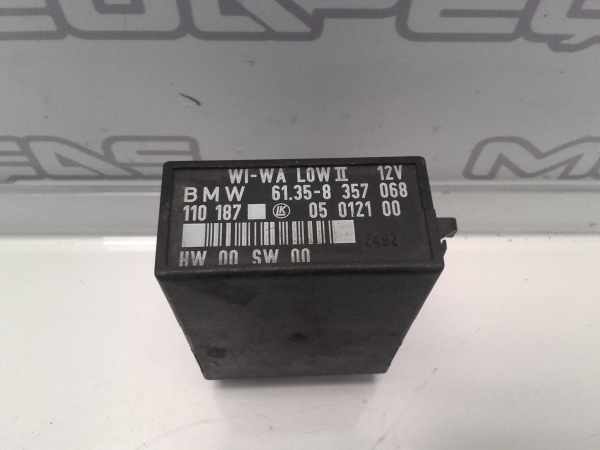 WI-WA LOW II 12V
BMW 61.35-8 357 068
110 187 LK 05 0121 00
HW 00 SW 00